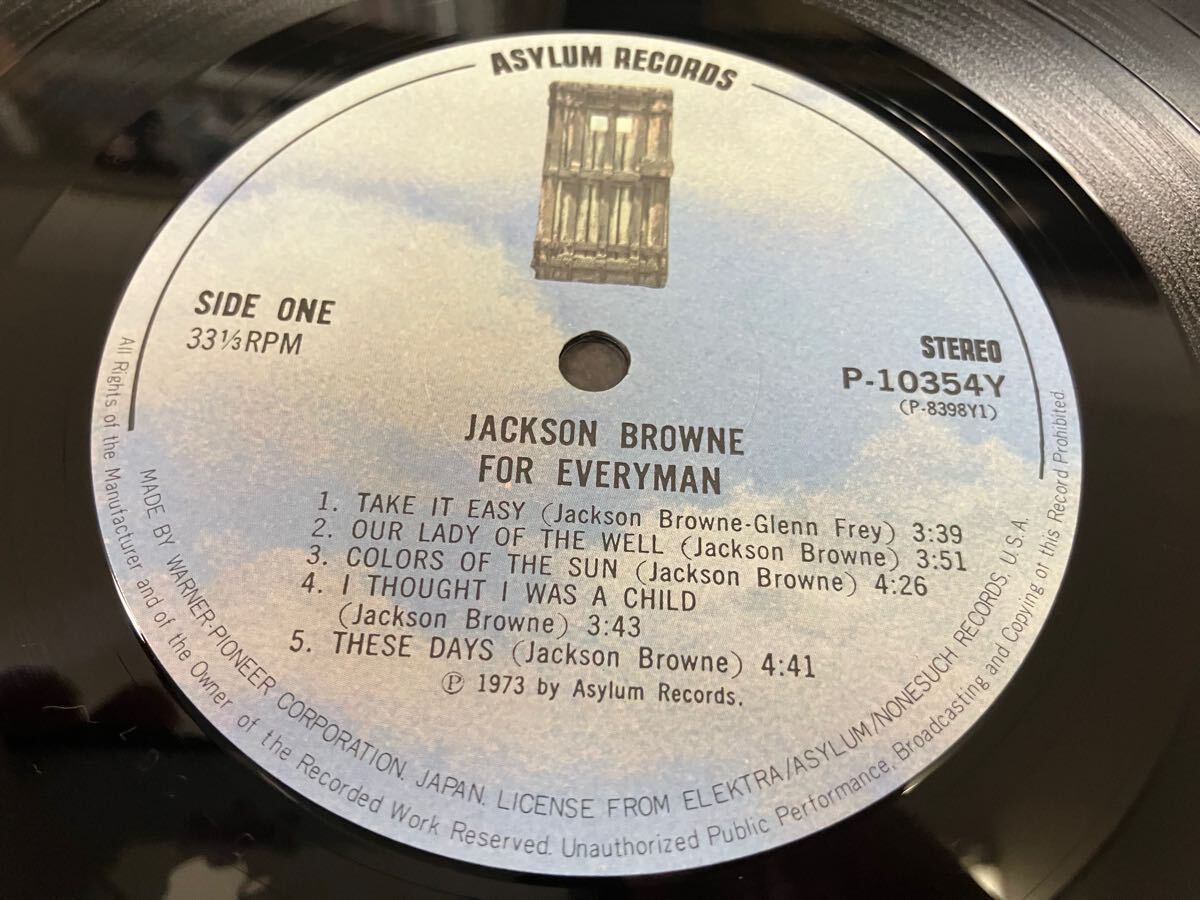 ASYLUM RECORDS
SIDE ONE
33 1/3 RPM
STEREO
P-10354Y
(P-8398Y1)
JACKSON BROWNE
FOR EVERYMAN
1. TAKE IT EASY (Jackson Browne-Glenn Frey) 3:39
2. OUR LADY OF THE WELL (Jackson Browne) 3:51
3. COLORS OF THE SUN (Jackson Browne) 4:26
4. I THOUGHT I WAS A CHILD
(Jackson Browne) 3:43
5. THESE DAYS (Jackson Browne) 4:41
Ⓟ 1973 by Asylum Records.
MADE BY WARNER-PIONEER CORPORATION, JAPAN. LICENSE FROM ELEKTRA/ASYLUM/NONESUCH RECORDS, U.S.A.
All Rights of the Manufacturer and of the Owner of the Recorded Work Reserved. Unauthorized Public Performance, Broadcasting and Copying of this Record Prohibited.